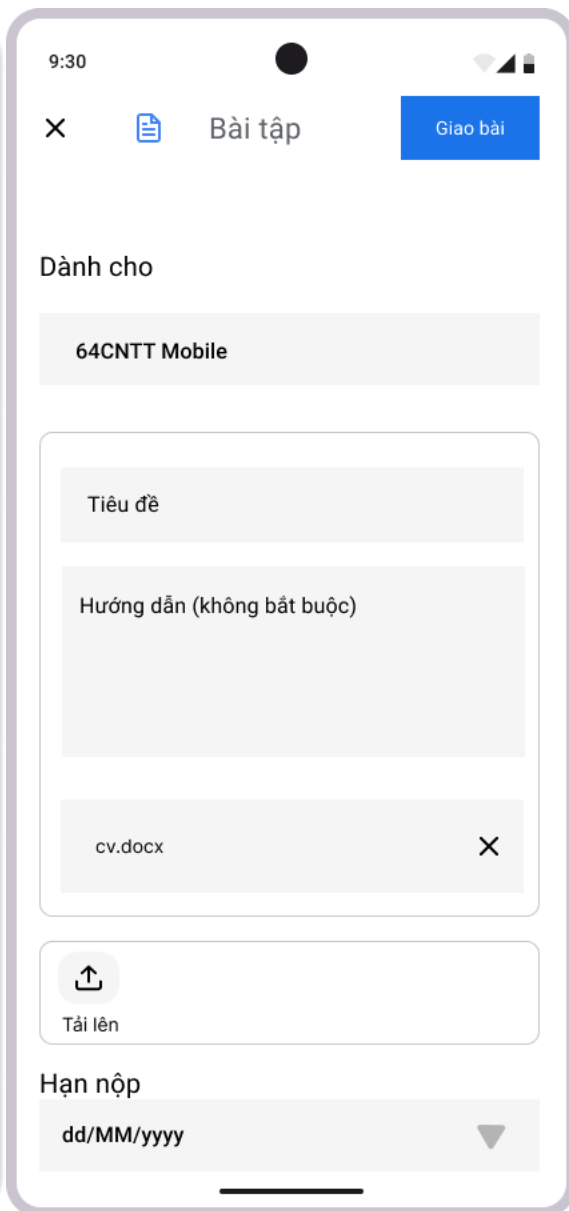 9:30
Bài tập
Giao bài
Dành cho
64CNTT Mobile
Tiêu đề
Hướng dẫn (không bắt buộc)
cv.docx
Tải lên
Hạn nộp
dd/MM/yyyy